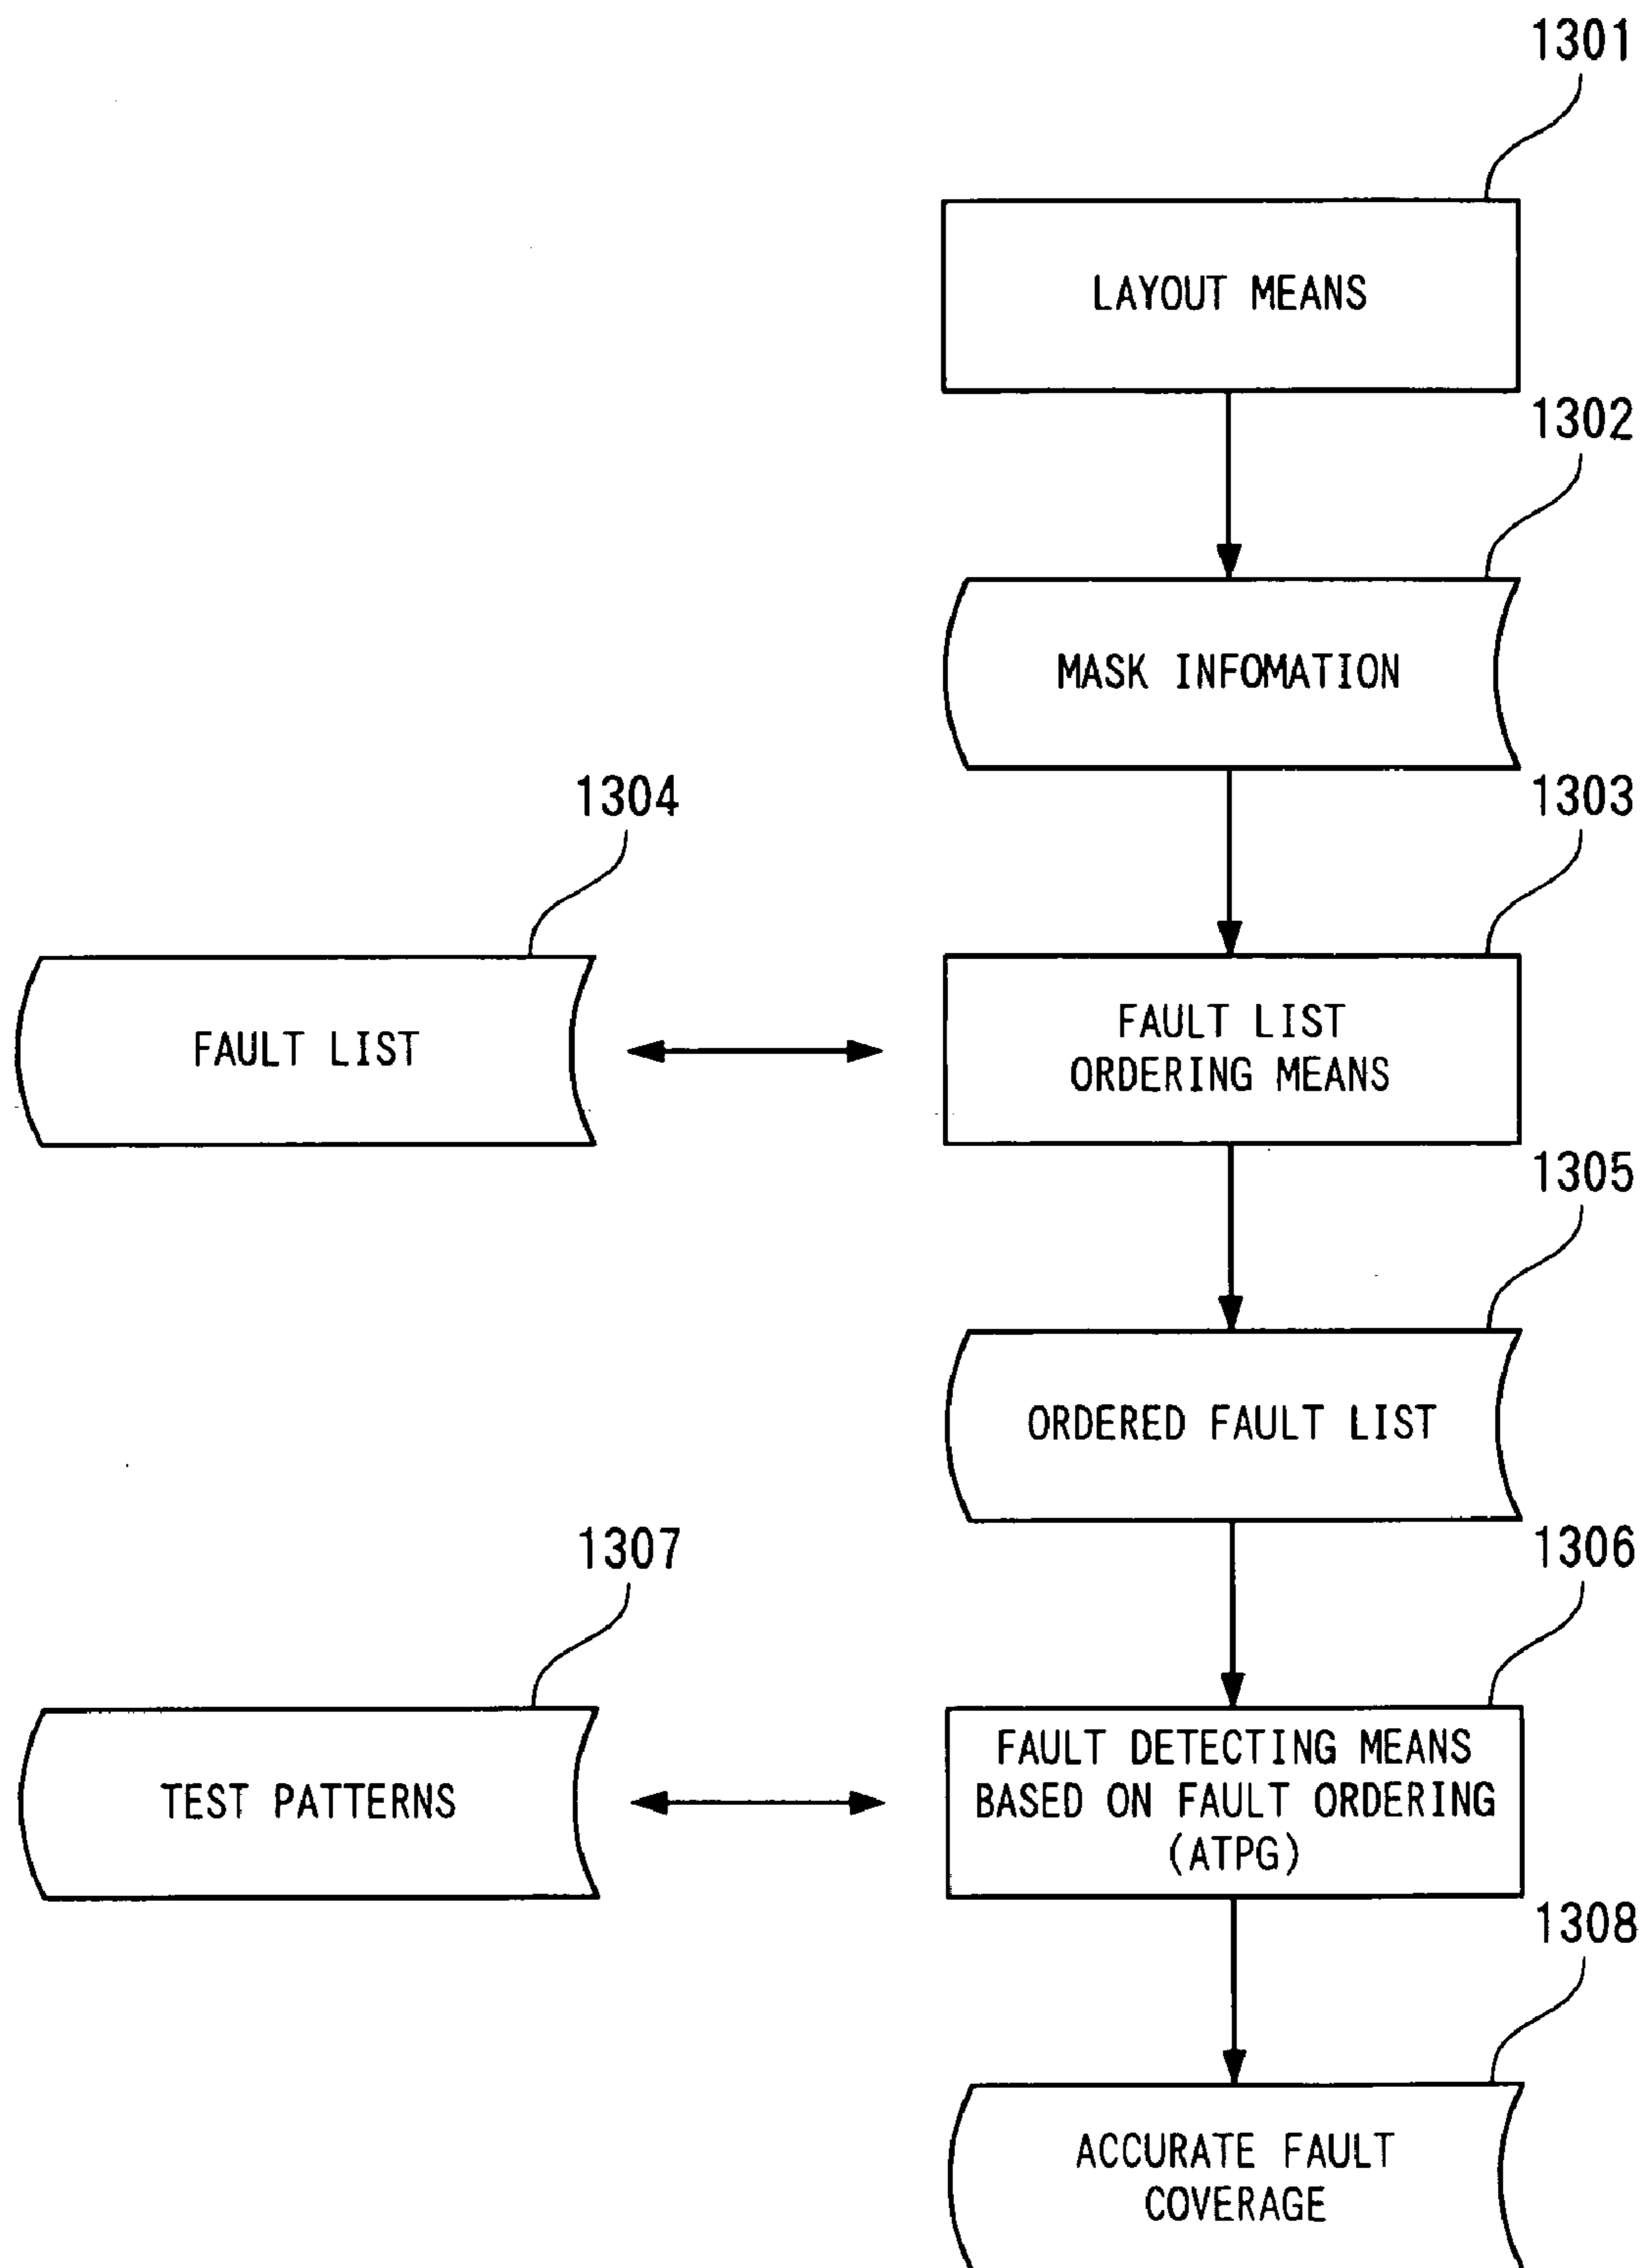 1301
LAYOUT MEANS
1302
MASK INFOMATION
1304
1303
FAULT LIST
FAULT LIST
ORDERING MEANS
1305
ORDERED FAULT LIST
1307
1306
TEST PATTERNS
FAULT DETECTING MEANS
BASED ON FAULT ORDERING
(ATPG)
1308
ACCURATE FAULT
COVERAGE